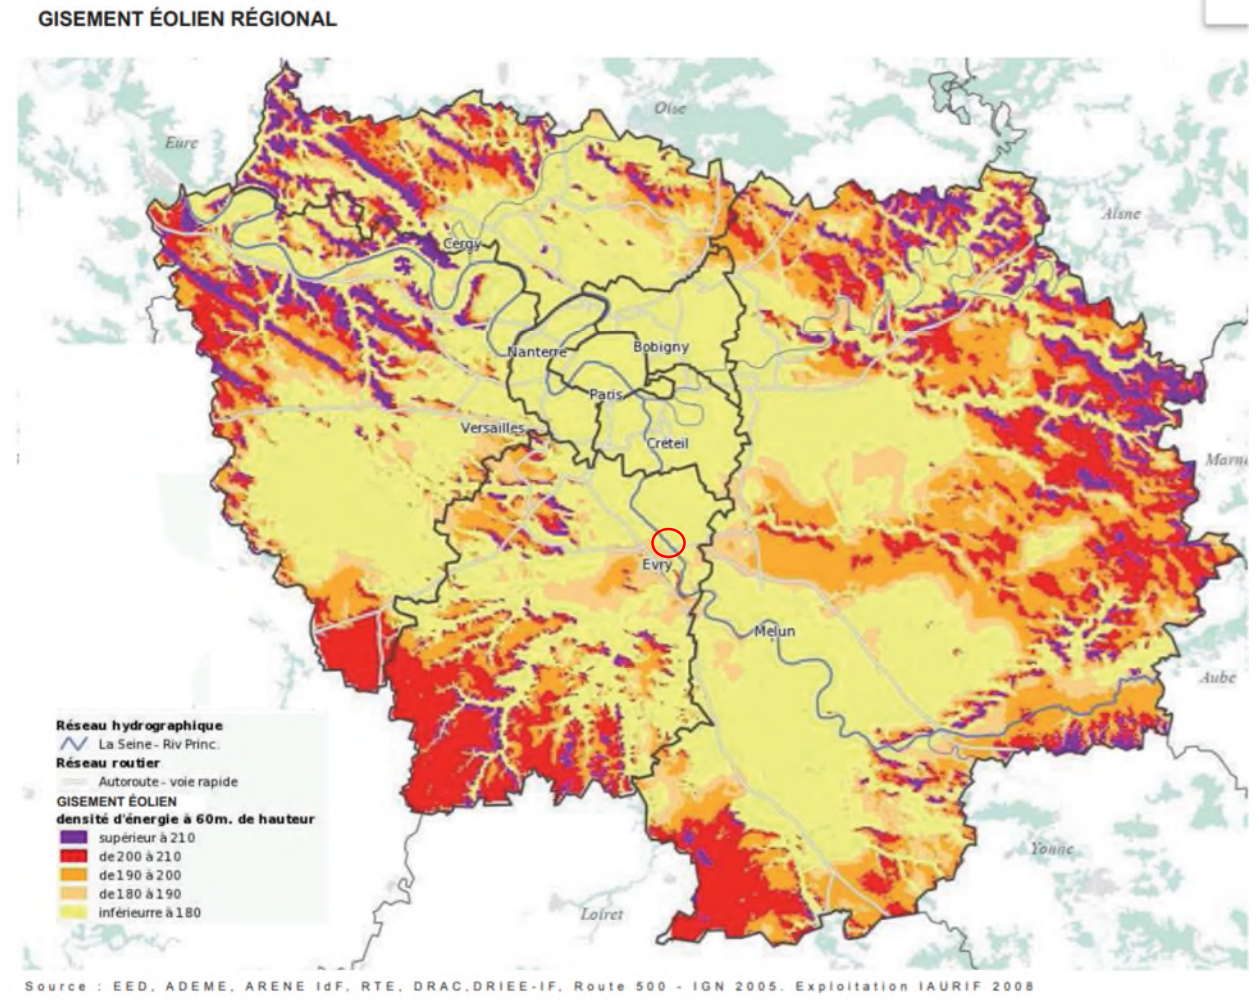 GISEMENT ÉOLIEN RÉGIONAL
Oise
Eure
Aisne
Cergy
Nanterre
Bobigny
Paris
Versailles
Créteil
Marne
Evry
Melun
Aube
Réseau hydrographique
La Seine - Riv Princ.
Réseau routier
Autoroute - voie rapide
GISEMENT ÉOLIEN
densité d'énergie à 60m. de hauteur
supérieur à 210
de 200 à 210
de 190 à 200
de 180 à 190
inférieurre à 180
Yonne
Loiret
Source : EED, ADEME, ARENE IdF, RTE, DRAC,DRIEE-IF, Route 500 - IGN 2005. Exploitation IAURIF 2008